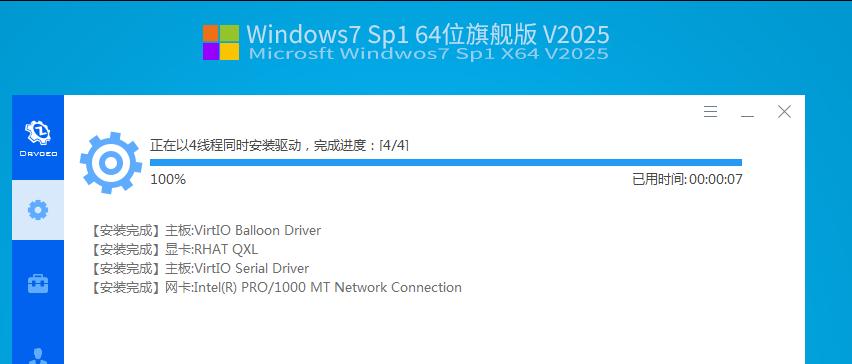 Windows7 Sp1 64位旗舰版 V2025
Microsft Windwos7 Sp1 X64 V2025
DRVCEO
正在以4线程同时安装驱动，完成进度：[4/4]
100%
已用时间: 00:00:07
【安装完成】主板:VirtIO Balloon Driver
【安装完成】显卡:RHAT QXL
【安装完成】主板:VirtIO Serial Driver
【安装完成】网卡:Intel(R) PRO/1000 MT Network Connection